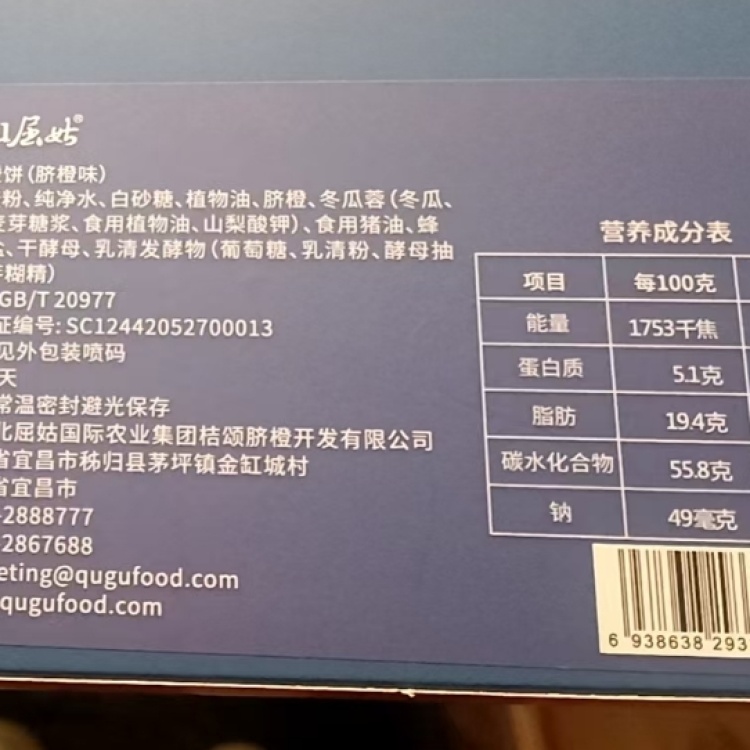 屈姑®
饼(脐橙味)
粉、纯净水、白砂糖、植物油、脐橙、冬瓜蓉(冬瓜、
麦芽糖浆、食用植物油、山梨酸钾)、食用猪油、蜂
、干酵母、乳清发酵物(葡萄糖、乳清粉、酵母抽
糊精)
GB/T 20977
证编号: SC12442052700013
见外包装喷码
天
常温密封避光保存
北屈姑国际农业集团桔颂脐橙开发有限公司
省宜昌市秭归县茅坪镇金缸城村
省宜昌市
-2888777
2867688
eting@qugufood.com
qugufood.com
营养成分表
项目 每100克
能量 1753千焦
蛋白质 5.1克
脂肪 19.4克
碳水化合物 55.8克
钠 49毫克
6 938638 293